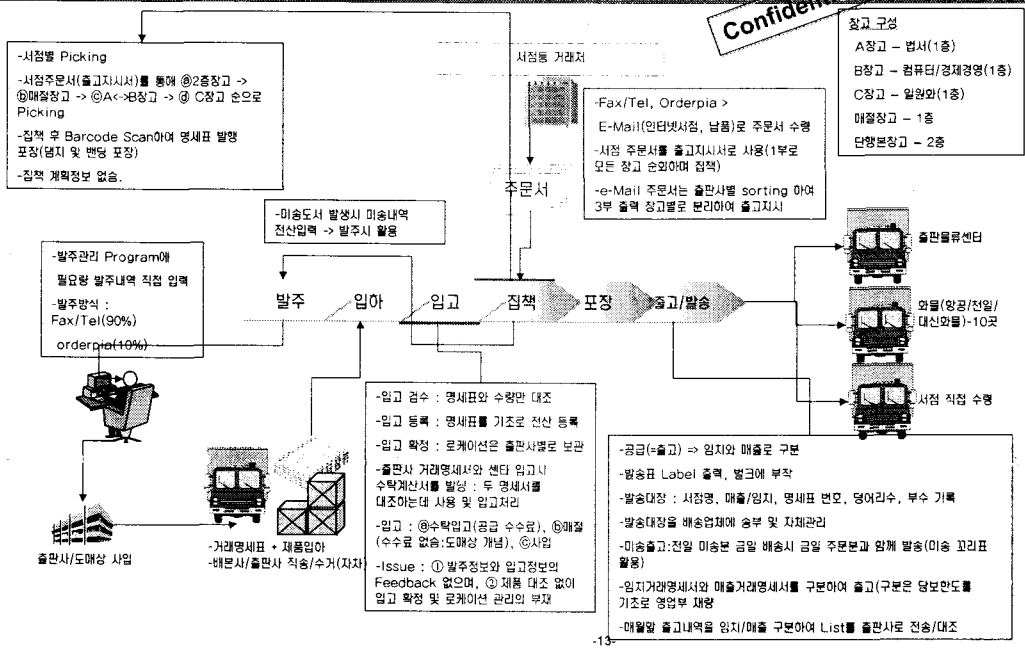 Confident
창고 구성
A창고 – 법서(1층)
B창고 – 컴퓨터/경제경영(1층)
C창고 – 일원화(1층)
매절창고 – 1층
단행본창고 – 2층
-서점별 Picking
-서점주문서(출고지시서)를 통해 ⓐ2층창고 ->
ⓑ매절창고 -> ⓒA<->B창고 -> ⓓ C창고 순으로
Picking
-집책 후 Barcode Scan하여 명세표 발행
포장(댐지 및 밴딩 포장)
-집책 계획정보 없음.
서점등 거래처
-Fax/Tel, Orderpia >
E-Mail(인터넷서점, 납품)로 주문서 수령
-서점 주문서를 출고지시서로 사용(1부로
모든 창고 순회하며 집책)
-e-Mail 주문서는 출판사별 sorting 하여
3부 출력 창고별로 분리하여 출고지시
주문서
-미송도서 발생시 미송내역
전산입력 -> 발주시 활용
-발주관리 Program에
필요량 발주내역 직접 입력
-발주방식 :
Fax/Tel(90%)
orderpia(10%)
발주
입하
입고
집책
포장
출고/발송
출판물류센터
화물(항공/천일/
대신화물)-10곳
서점 직접 수령
출판사/도매상 사입
-거래명세표 + 제품입하
-배본사/출판사 직송/수거(자차)
-입고 검수 : 명세표와 수량만 대조
-입고 등록 : 명세표를 기초로 전산 등록
-입고 확정 : 로케이션은 출판사별로 보관
-출판사 거래명세서와 센타 입고시
수탁계산서를 발행 : 두 명세서를
대조하는데 사용 및 입고처리
-입고 : ⓐ수탁입고(공급 수수료), ⓑ매절
(수수료 없음:도매상 개념), ⓒ사입
-Issue : ① 발주정보와 입고정보의
Feedback 없으며, ② 제품 대조 없이
입고 확정 및 로케이션 관리의 부재
-공급(=출고) => 임치와 매출로 구분
-발송표 Label 출력, 벌크에 부착
-발송대장 : 서점명, 매출/임치, 명세표 번호, 덩어리수, 부수 기록
-발송대장을 배송업체에 송부 및 자체관리
-미송출고:전일 미송분 금일 배송시 금일 주문분과 함께 발송(미송 꼬리표
활용)
-임치거래명세서와 매출거래명세서를 구분하여 출고(구분은 담보한도를
기초로 영업부 재량
-매월말 출고내역을 임치/매출 구분하여 List를 출판사로 전송/대조
-13-